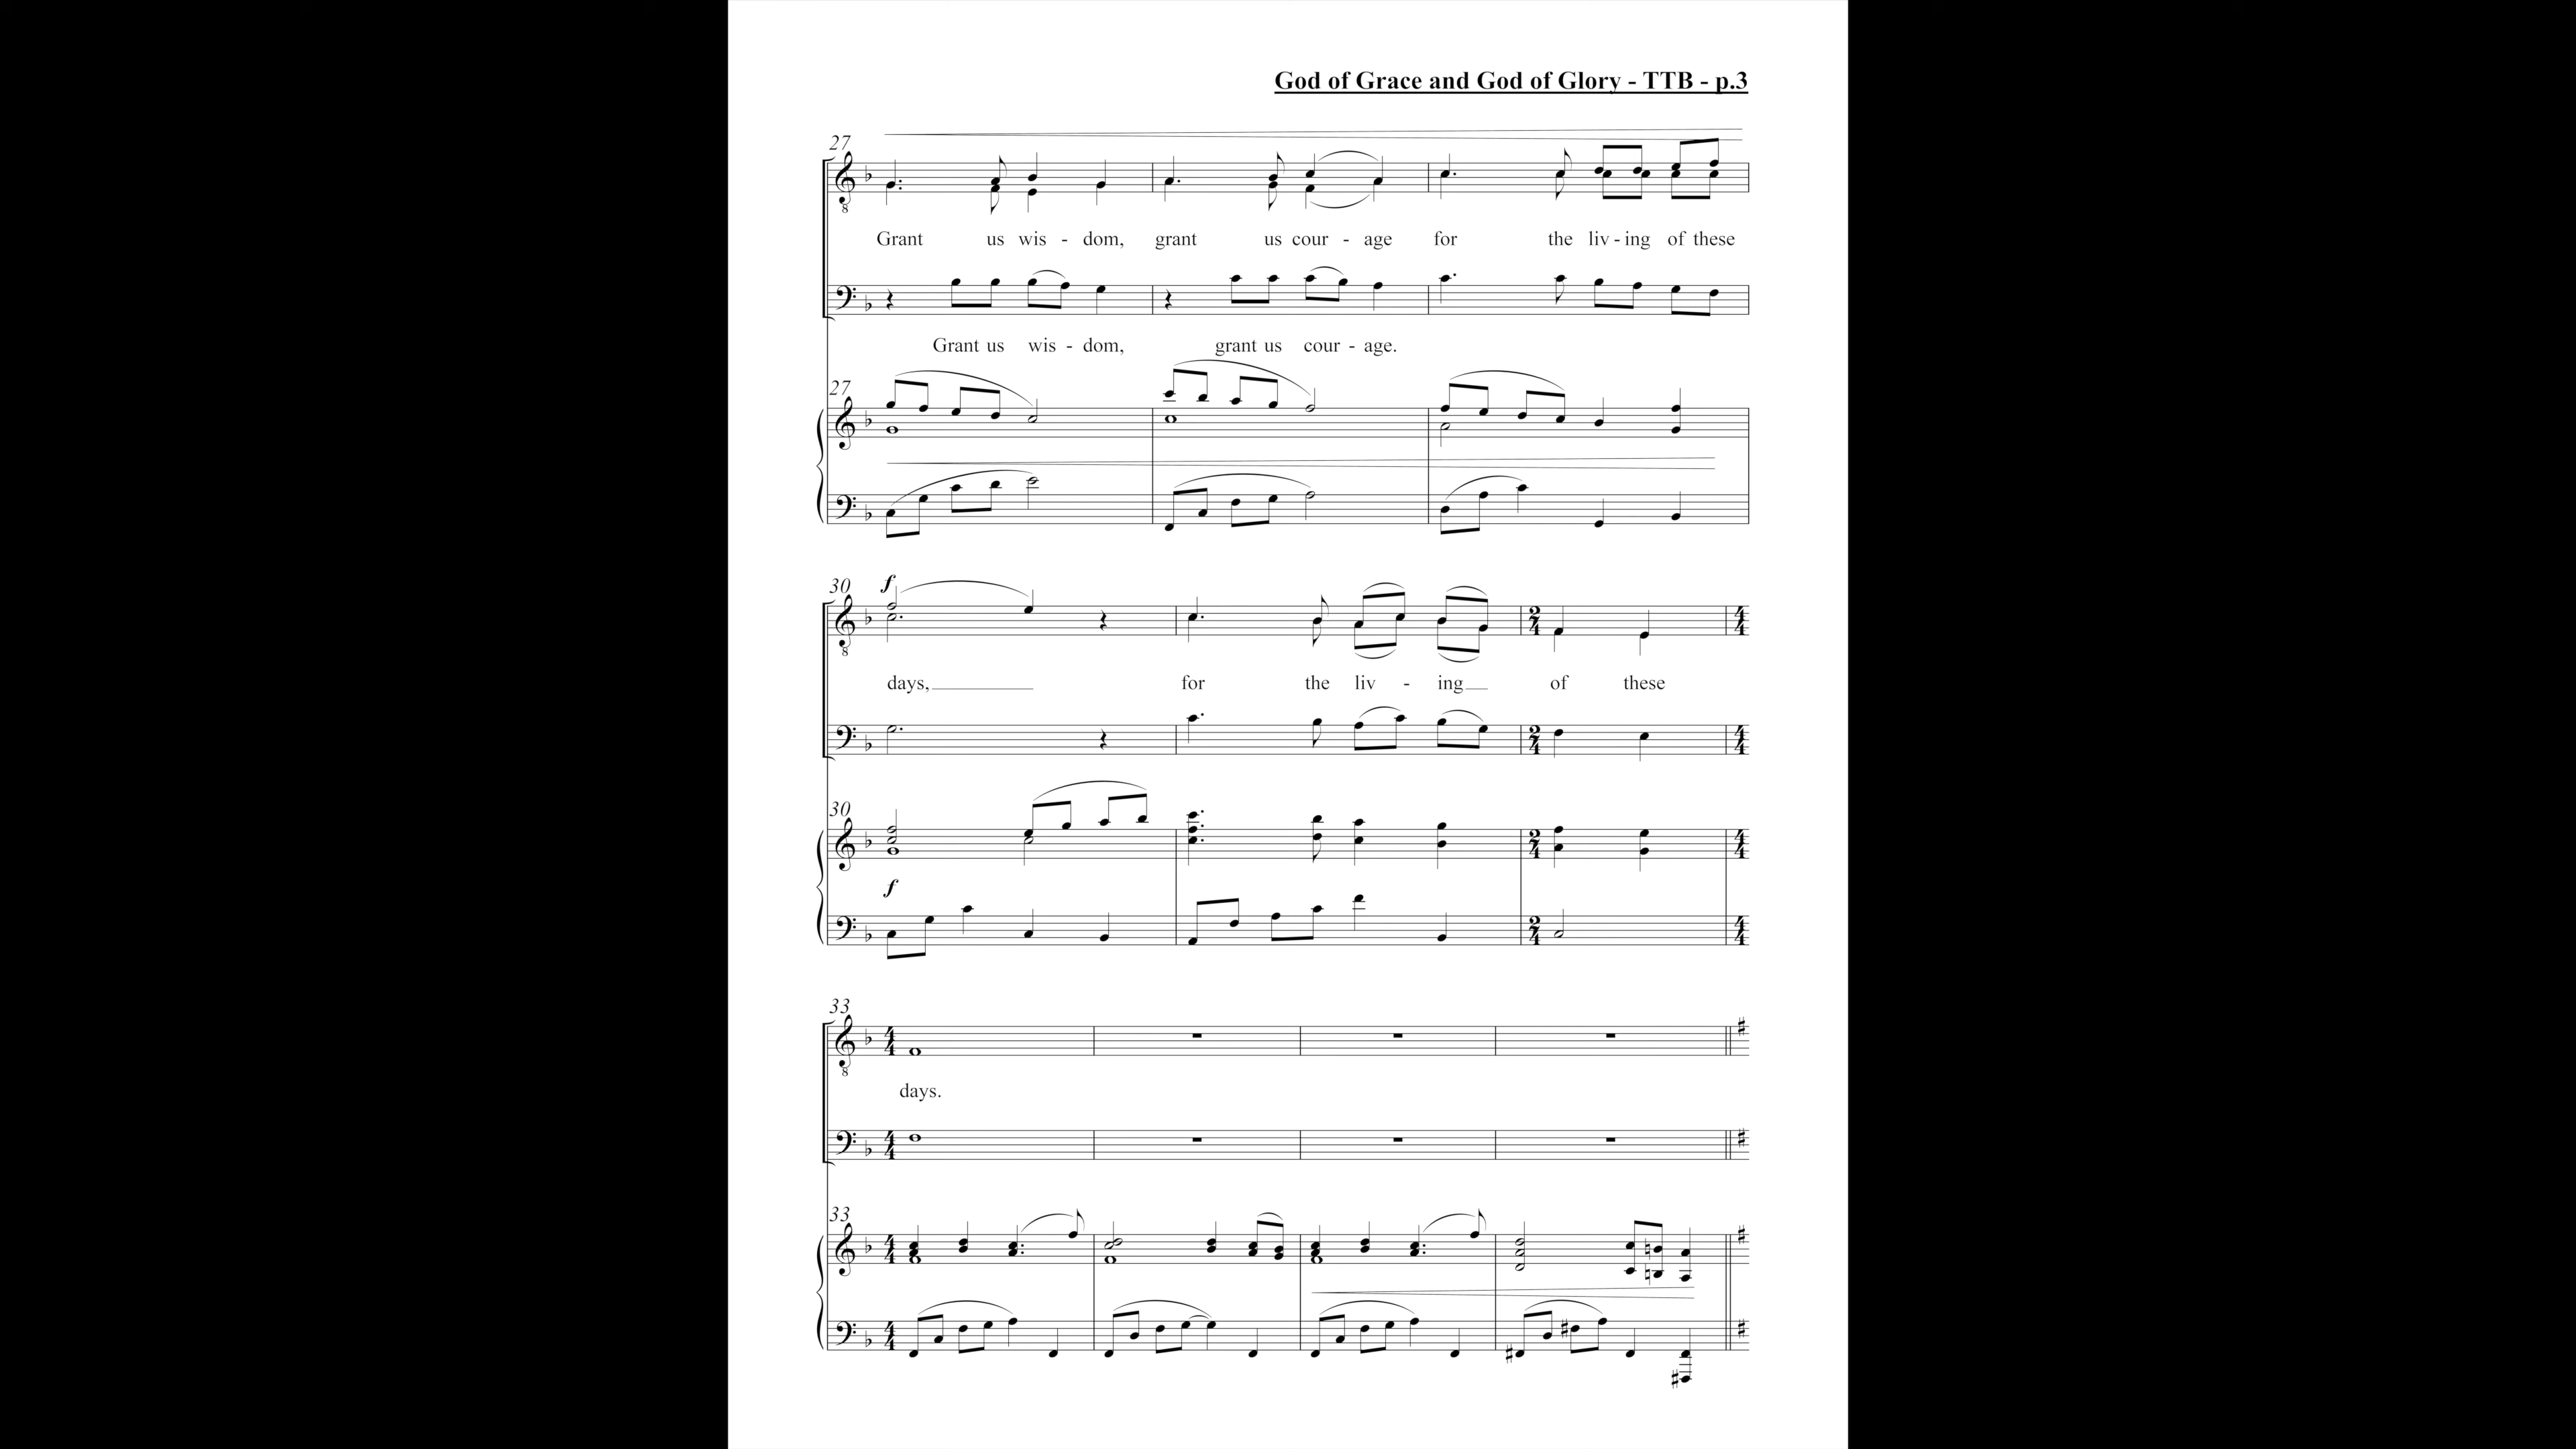 God of Grace and God of Glory - TTB - p.3
27
Grant us wis - dom, grant us cour - age for the liv - ing of these
Grant us wis - dom, grant us cour - age.
27
30
f
days, for the liv - ing of these
30
f
33
days.
33